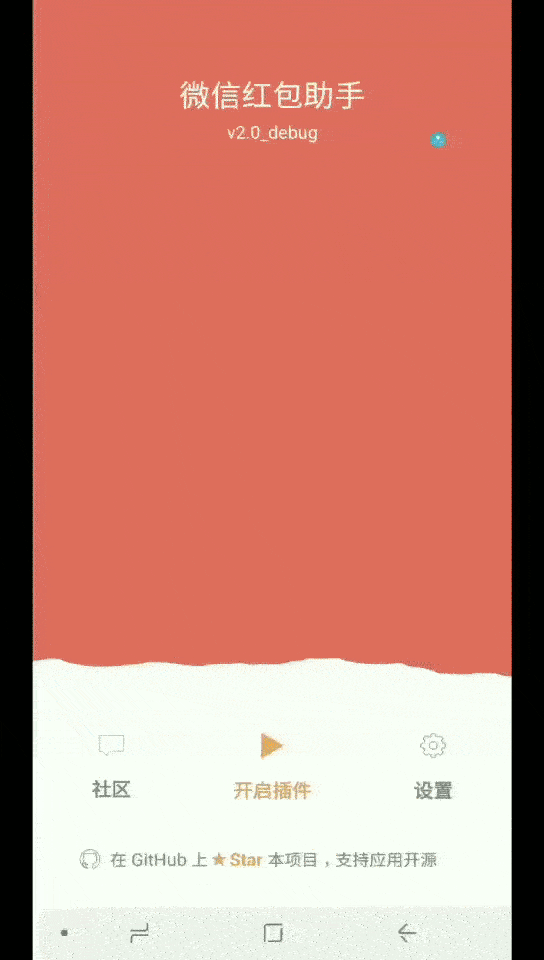 微信红包助手
v2.0_debug
社区
开启插件
设置
在 GitHub 上 ★ Star 本项目，支持应用开源